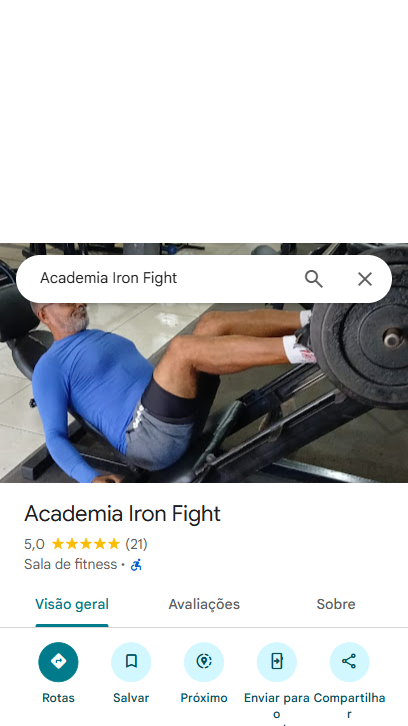 Academia Iron Fight
Academia Iron Fight
5,0 ★★★★★ (21)
Sala de fitness ·
Visão geral Avaliações Sobre
Rotas Salvar Próximo Enviar para o Compartilhar